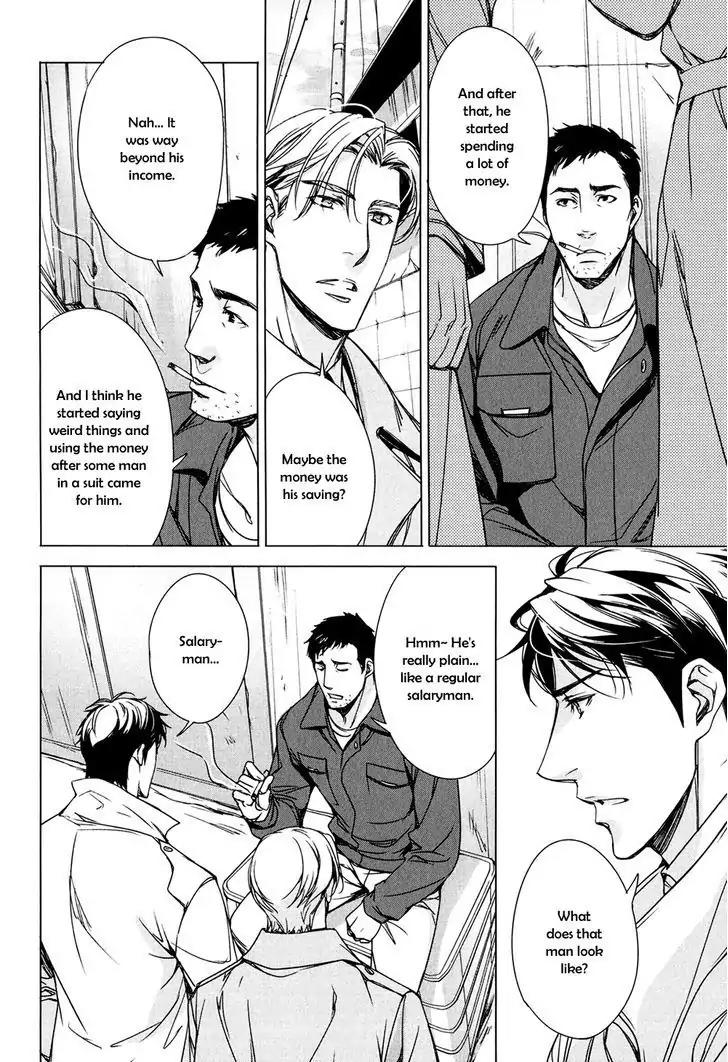 And after
that, he
started
spending
a lot of
money.
Maybe the
money was
his saving?
Nah... It
was way
beyond his
income.
And I think he
started saying
weird things and
using the money
after some man
in a suit came
for him.
What
does that
man look
like?
Hmm~ He's
really plain...
like a regular
salaryman.
Salary-
man...